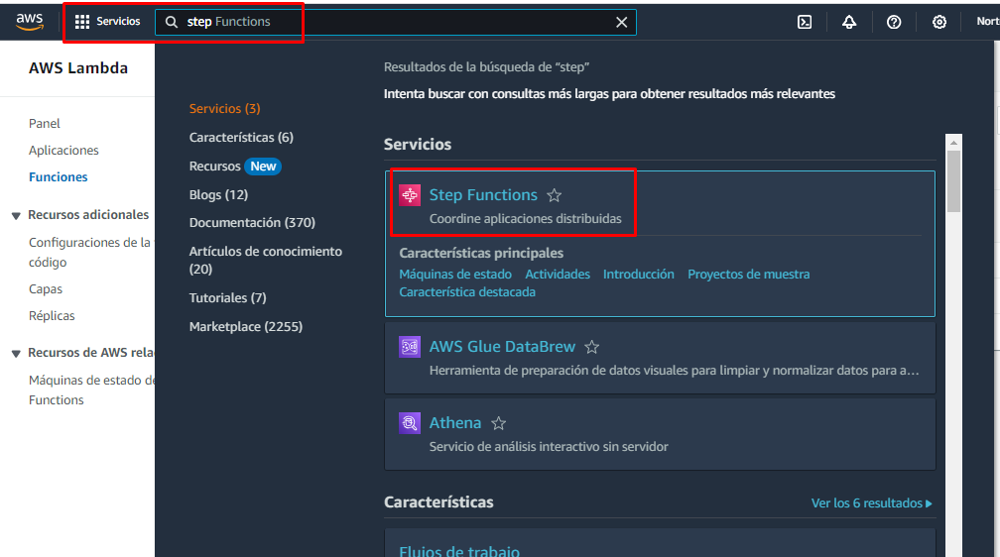 aws
Servicios
step Functions
Nort
AWS Lambda
Panel
Aplicaciones
Funciones
Recursos adicionales
Configuraciones de la
código
Capas
Réplicas
Recursos de AWS rela
Máquinas de estado de
Functions
Servicios (3)
Características (6)
Recursos New
Blogs (12)
Documentación (370)
Artículos de conocimiento
(20)
Tutoriales (7)
Marketplace (2255)
Resultados de la búsqueda de “step”
Intenta buscar con consultas más largas para obtener resultados más relevantes
Servicios
Step Functions
Coordine aplicaciones distribuidas
Características principales
Máquinas de estado Actividades Introducción Proyectos de muestra
Característica destacada
AWS Glue DataBrew
Herramienta de preparación de datos visuales para limpiar y normalizar datos para a...
Athena
Servicio de análisis interactivo sin servidor
Características
Ver los 6 resultados
Flujos de trabajo